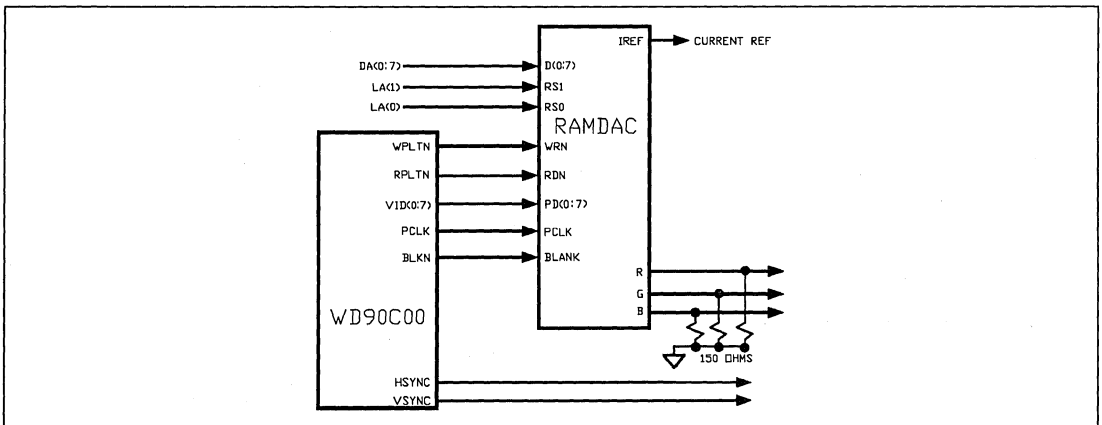 IREF CURRENT REF
DA(0:7) D(0:7)
LA(1) RS1
LA(0) RS0
RAMDAC
WPLTN WRN
RPLTN RDN
VID(0:7) PD(0:7)
PCLK PCLK
BLKN BLANK
R
G
B
WD90C00
150 OHMS
HSYNC
VSYNC